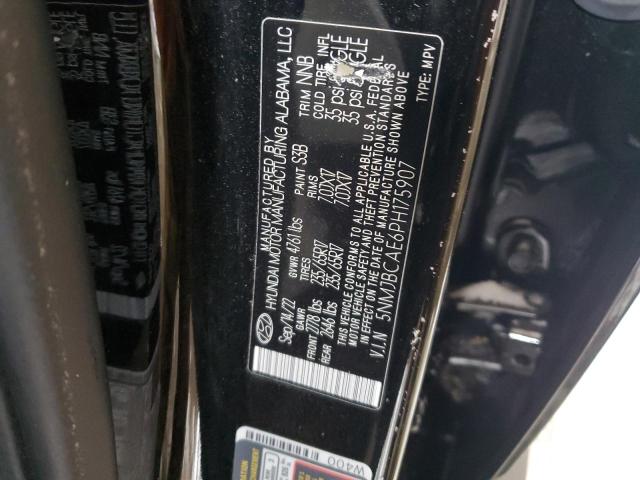 MANUFACTURED BY
HYUNDAI MOTOR MANUFACTURING ALABAMA, LLC
Sep/14/22 GVWR 4761 lbs PAINT S3B TRIM NNB
GAWR TIRES RIMS COLD TIRE INFL
FRONT 2778 lbs 235/65R17 7.0JX17 35 psi
REAR 2646 lbs 235/65R17 7.0JX17 35 psi
THIS VEHICLE CONFORMS TO ALL APPLICABLE U.S.A. FEDERAL
MOTOR VEHICLE SAFETY AND THEFT PREVENTION STANDARDS
IN EFFECT ON THE DATE OF MANUFACTURE SHOWN ABOVE
V.I.N 5NMJBCAE6PH175907 TYPE: MPV
W400